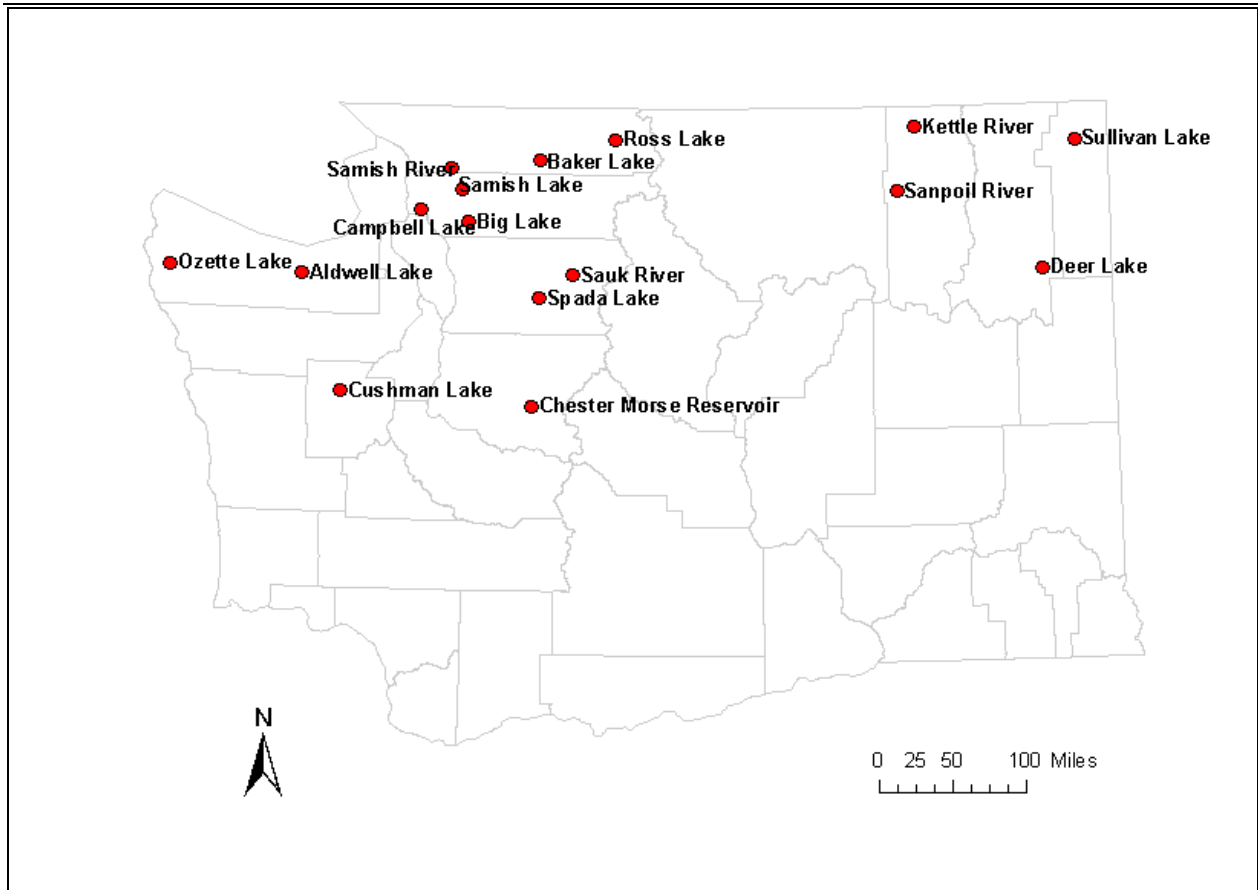 Ross Lake
Kettle River
Sullivan Lake
Baker Lake
Samish River
Samish Lake
Sanpoil River
Campbell Lake
Big Lake
Ozette Lake
Aldwell Lake
Sauk River
Deer Lake
Spada Lake
Cushman Lake
Chester Morse Reservoir
N
0 25 50 100 Miles